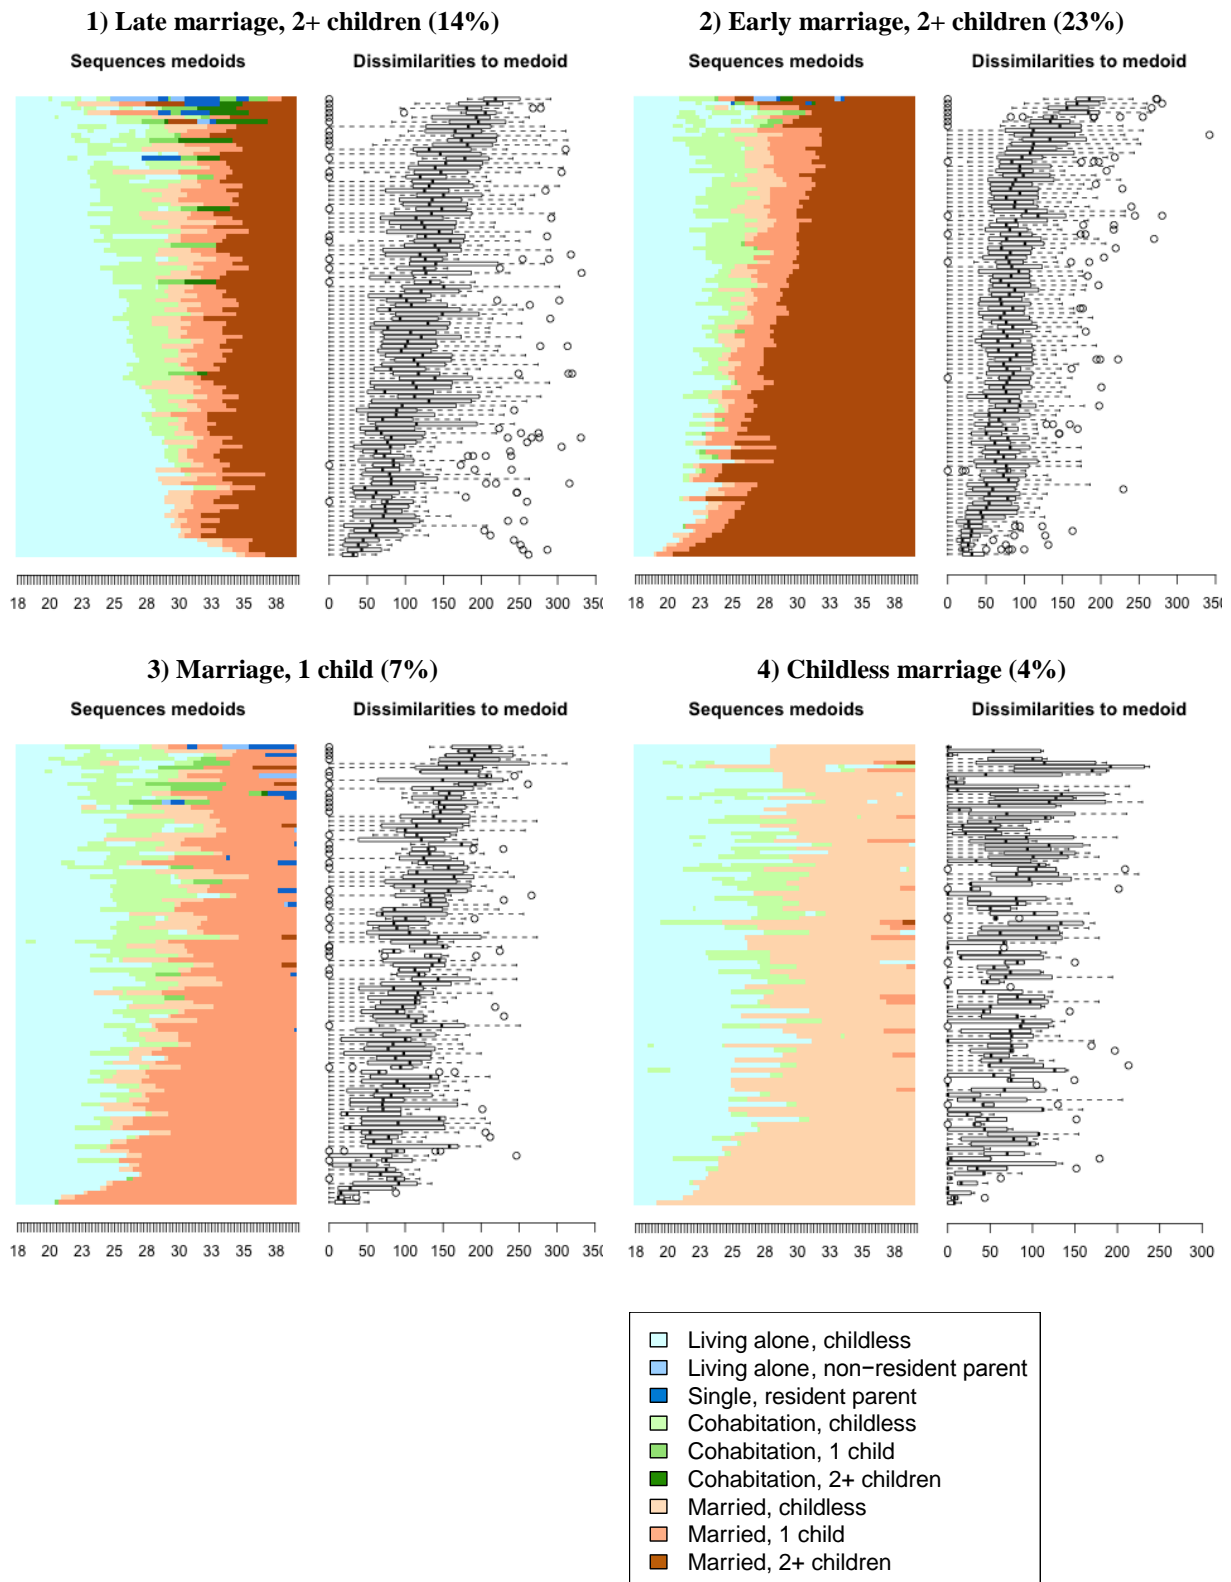 1) Late marriage, 2+ children (14%)
2) Early marriage, 2+ children (23%)
Sequences medoids
Dissimilarities to medoid
Sequences medoids
Dissimilarities to medoid
18 20 23 25 28 30 33 35 38
0 50 100 150 200 250 300 350
18 20 23 25 28 30 33 35 38
0 50 100 150 200 250 300 350
3) Marriage, 1 child (7%)
4) Childless marriage (4%)
Sequences medoids
Dissimilarities to medoid
Sequences medoids
Dissimilarities to medoid
18 20 23 25 28 30 33 35 38
0 50 100 150 200 250 300 350
18 20 23 25 28 30 33 35 38
0 50 100 150 200 250 300
Living alone, childless
Living alone, non−resident parent
Single, resident parent
Cohabitation, childless
Cohabitation, 1 child
Cohabitation, 2+ children
Married, childless
Married, 1 child
Married, 2+ children